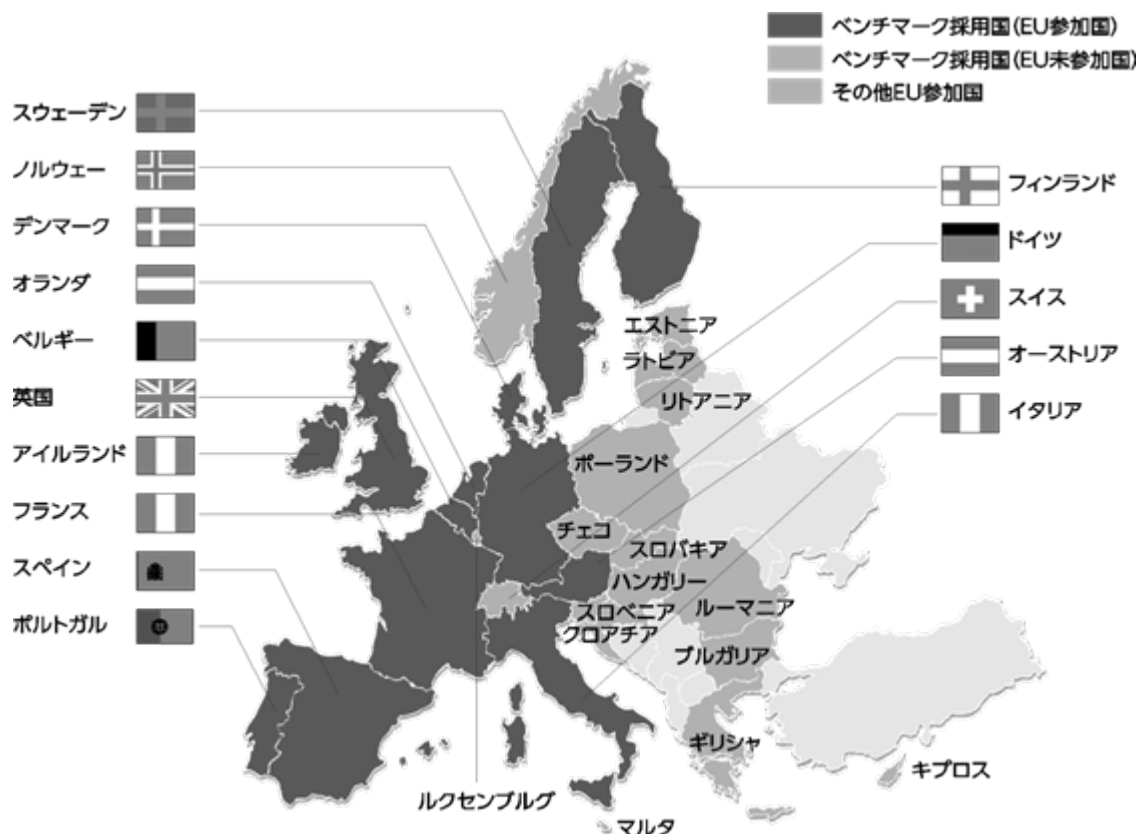 ベンチマーク採用国(EU参加国)
ベンチマーク採用国(EU未参加国)
その他EU参加国
スウェーデン
ノルウェー
デンマーク
オランダ
ベルギー
英国
アイルランド
フランス
スペイン
ポルトガル
フィンランド
ドイツ
スイス
オーストリア
イタリア
エストニア
ラトビア
リトアニア
ポーランド
チェコ
スロバキア
ハンガリー
スロベニア
ルーマニア
クロアチア
ブルガリア
ギリシャ
キプロス
ルクセンブルグ
マルタ